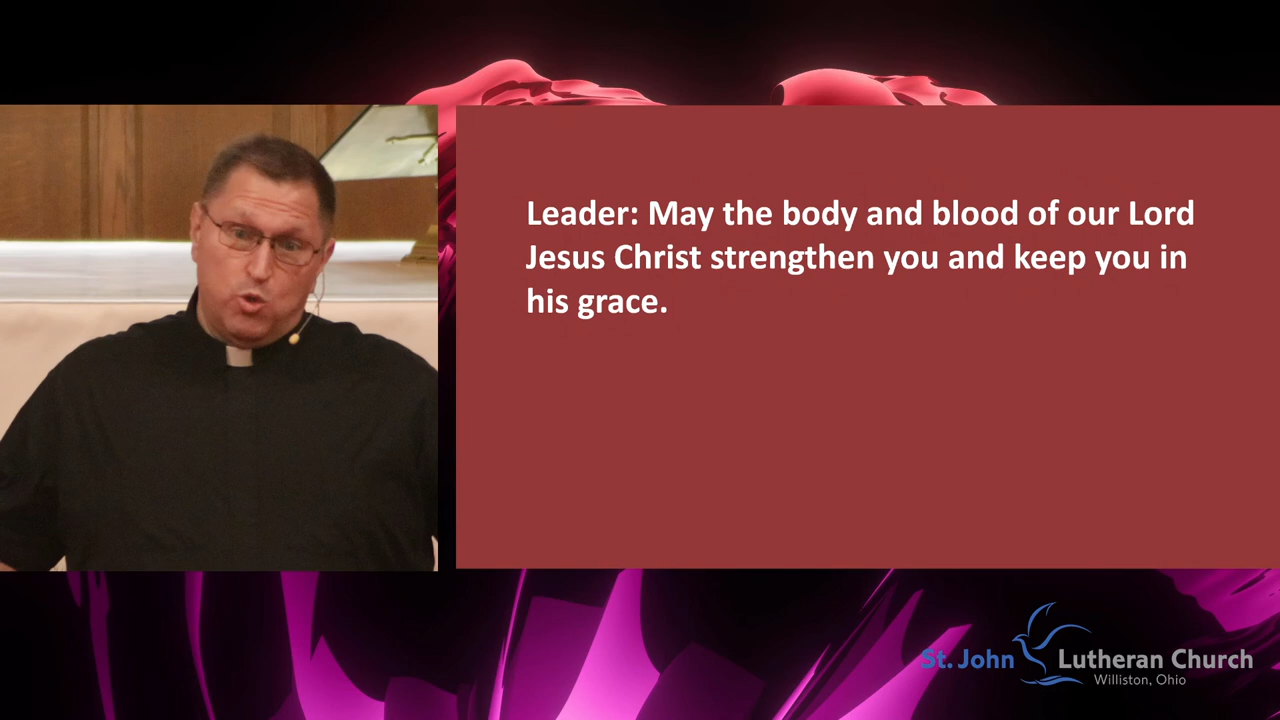 Leader: May the body and blood of our Lord
Jesus Christ strengthen you and keep you in
his grace.
St. John Lutheran Church
Williston, Ohio